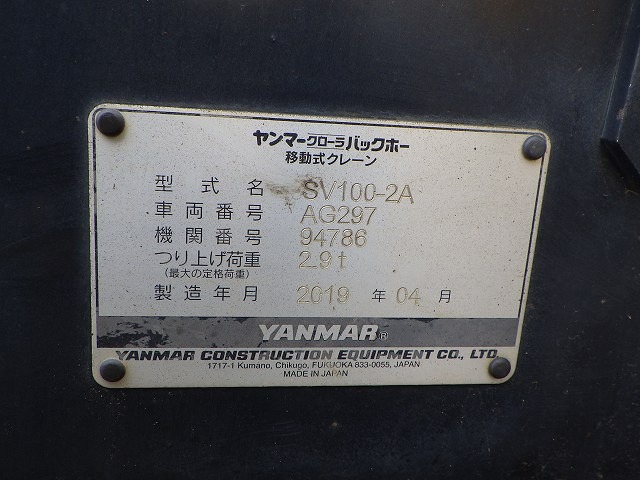 ヤンマークローラバックホー
移動式クレーン
型式名 SV100-2A
車両番号 AG297
機関番号 94786
つり上げ荷重 2.9t
(最大の定格荷重)
製造年月 2019 年 04 月
YANMAR®
YANMAR CONSTRUCTION EQUIPMENT CO., LTD.
1717-1 Kumano, Chikugo, FUKUOKA 833-0055, JAPAN
MADE IN JAPAN